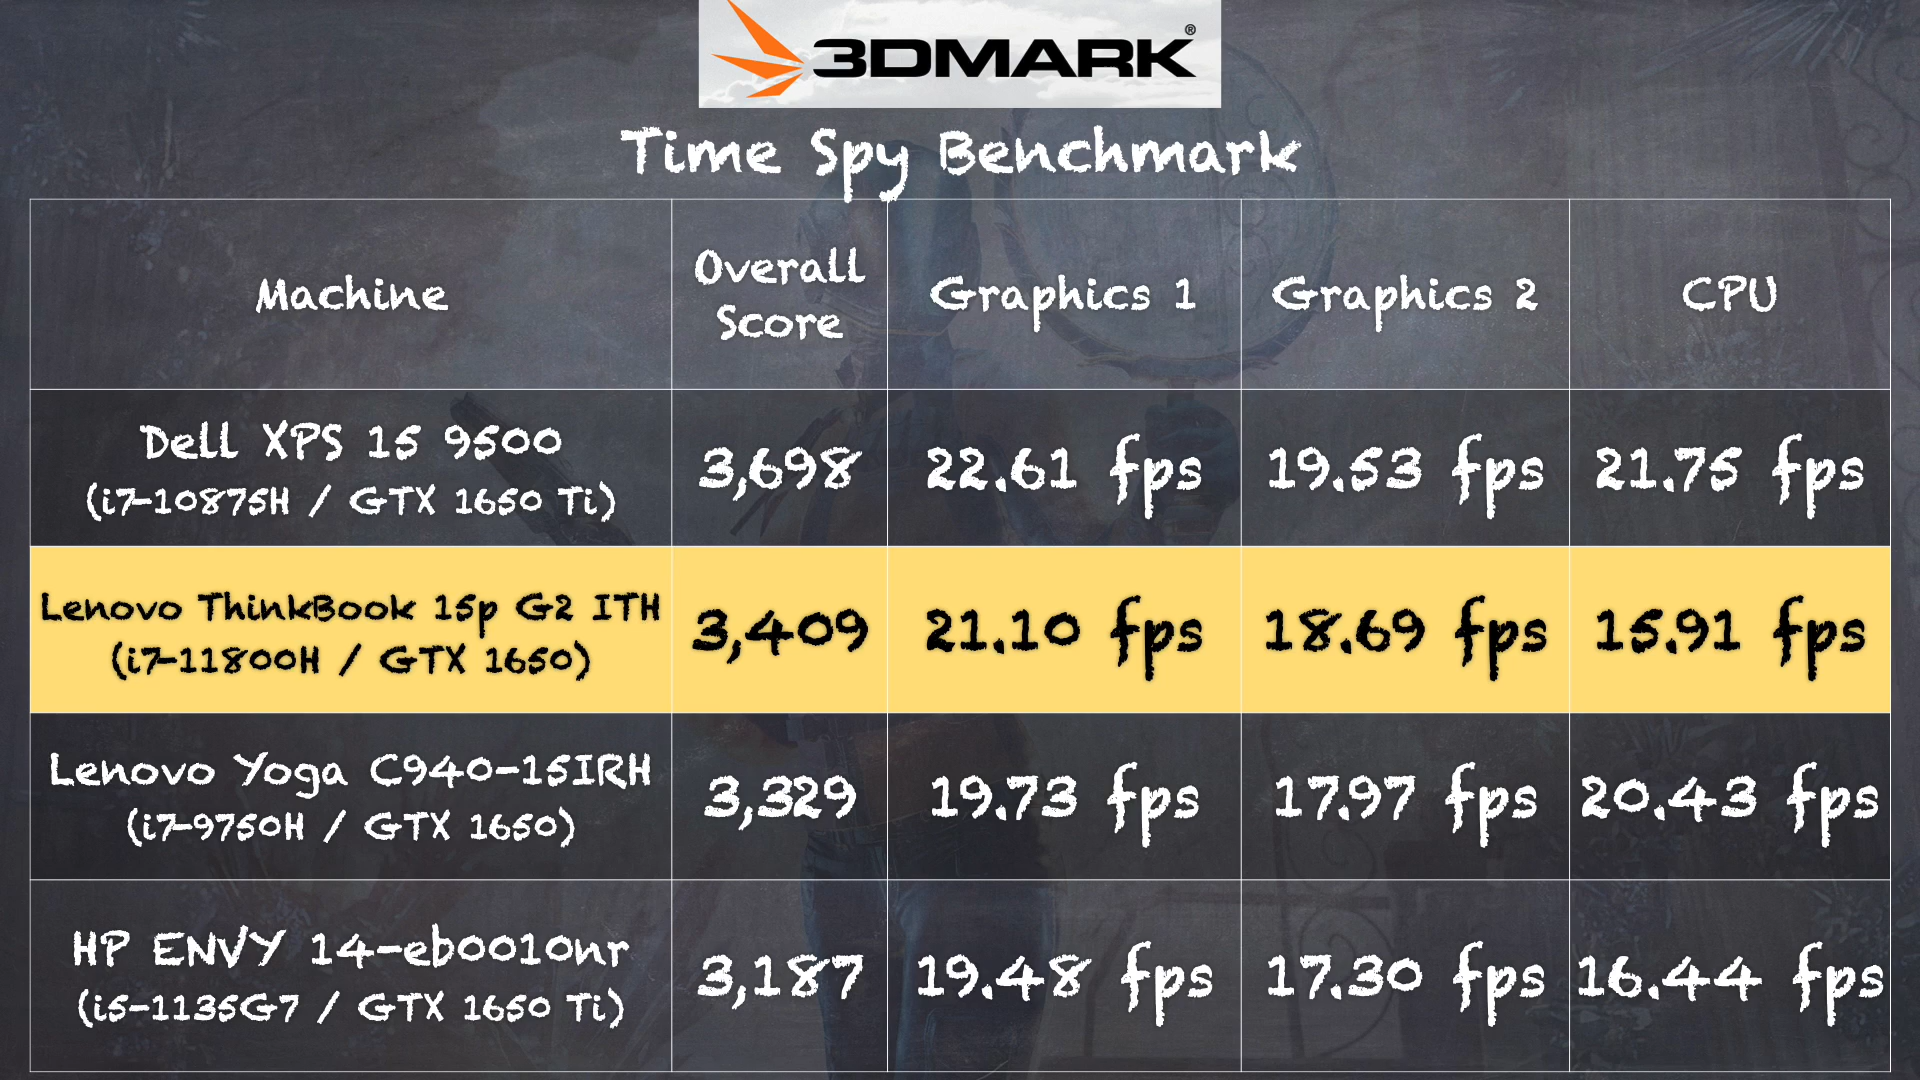 3DMARK®
Time Spy Benchmark
Machine
Overall
Score
Graphics 1
Graphics 2
CPU
Dell XPS 15 9500
(i7-10875H / GTX 1650 Ti)
3,698
22.61 fps
19.53 fps
21.75 fps
Lenovo ThinkBook 15p G2 ITH
(i7-11800H / GTX 1650)
3,409
21.10 fps
18.69 fps
15.91 fps
Lenovo Yoga C940-15IRH
(i7-9750H / GTX 1650)
3,329
19.73 fps
17.97 fps
20.43 fps
HP ENVY 14-eb0010nr
(i5-1135G7 / GTX 1650 Ti)
3,187
19.48 fps
17.30 fps
16.44 fps